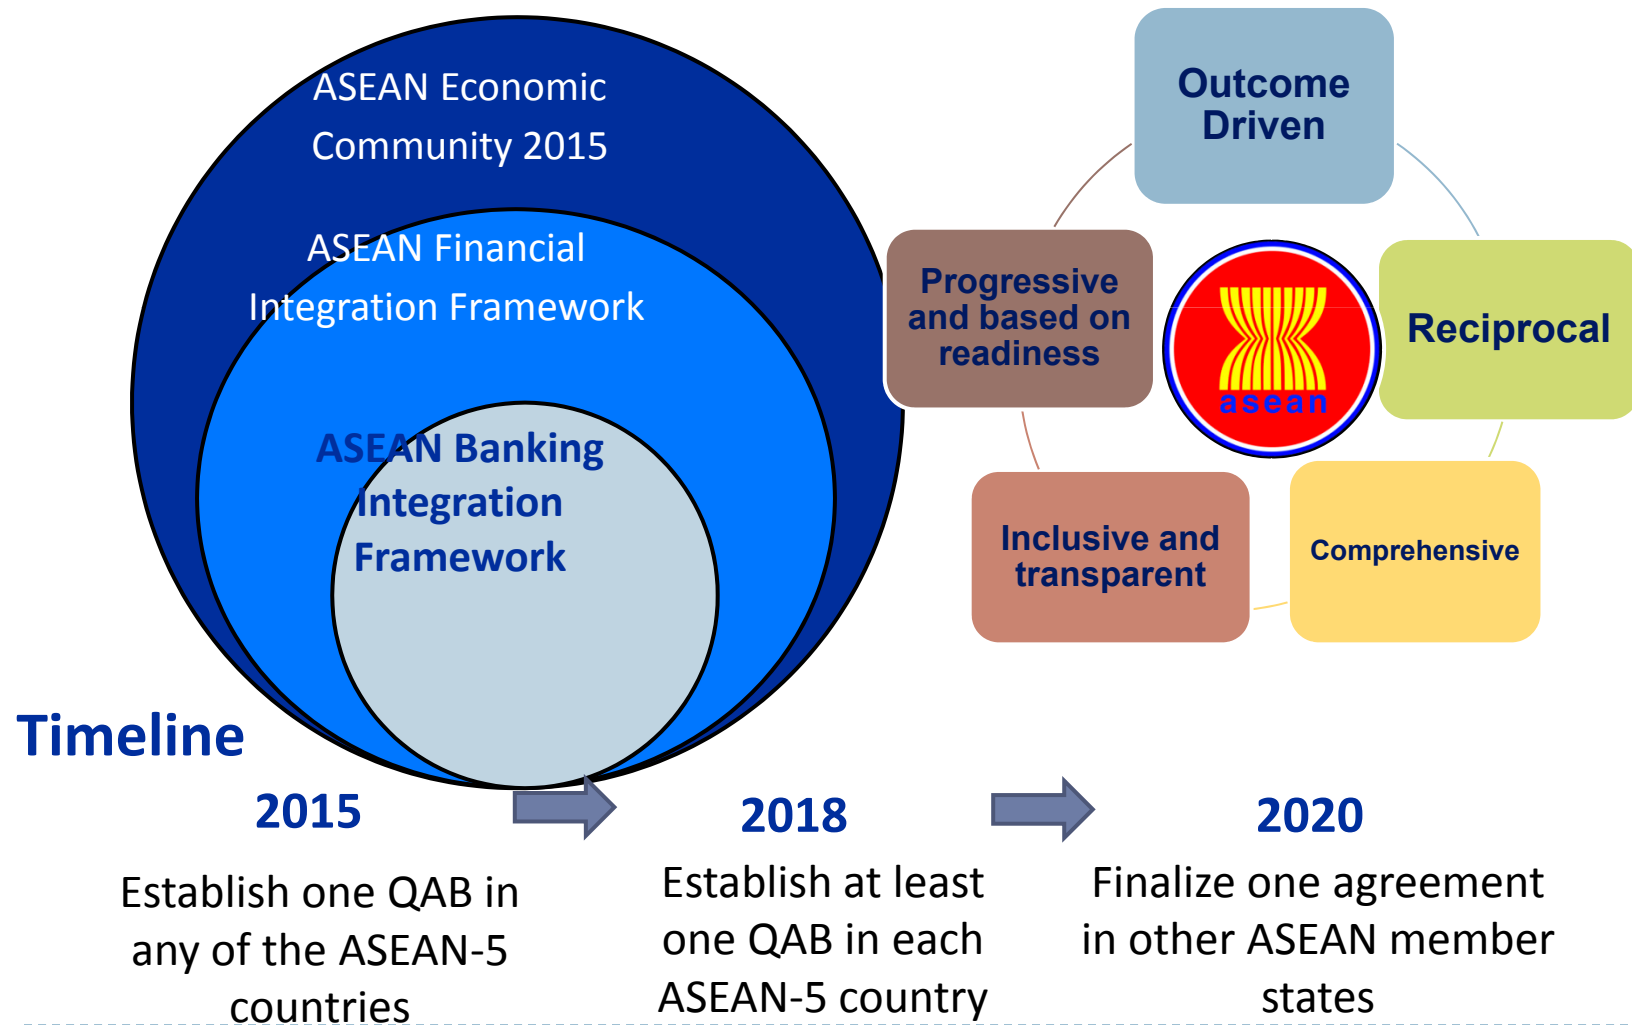 ASEAN Economic
Community 2015
ASEAN Financial
Integration Framework
ASEAN Banking
Integration
Framework
Outcome
Driven
Progressive
and based on
readiness
asean
Reciprocal
Inclusive and
transparent
Comprehensive
Timeline
2015
Establish one QAB in
any of the ASEAN-5
countries
2018
Establish at least
one QAB in each
ASEAN-5 country
2020
Finalize one agreement
in other ASEAN member
states